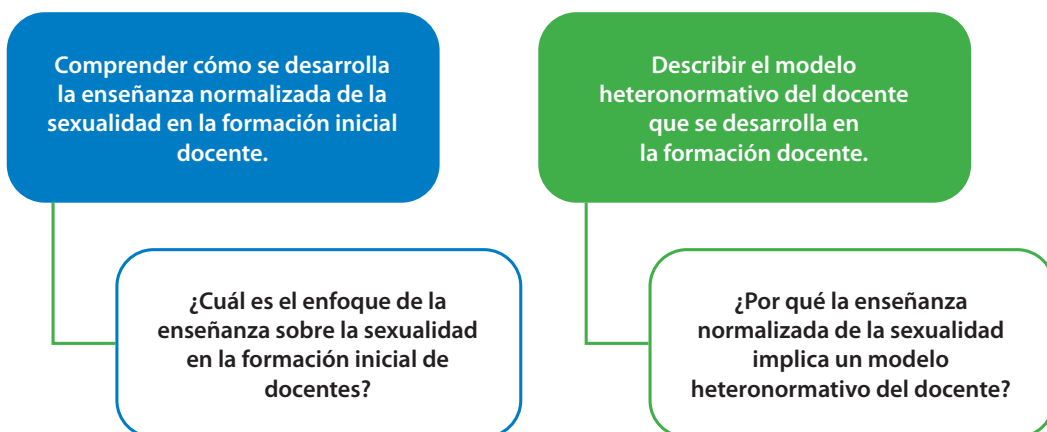 Comprender cómo se desarrolla
la enseñanza normalizada de la
sexualidad en la formación inicial
docente.
¿Cuál es el enfoque de la
enseñanza sobre la sexualidad
en la formación inicial de
docentes?
Describir el modelo
heteronormativo del docente
que se desarrolla en
la formación docente.
¿Por qué la enseñanza
normalizada de la sexualidad
implica un modelo
heteronormativo del docente?